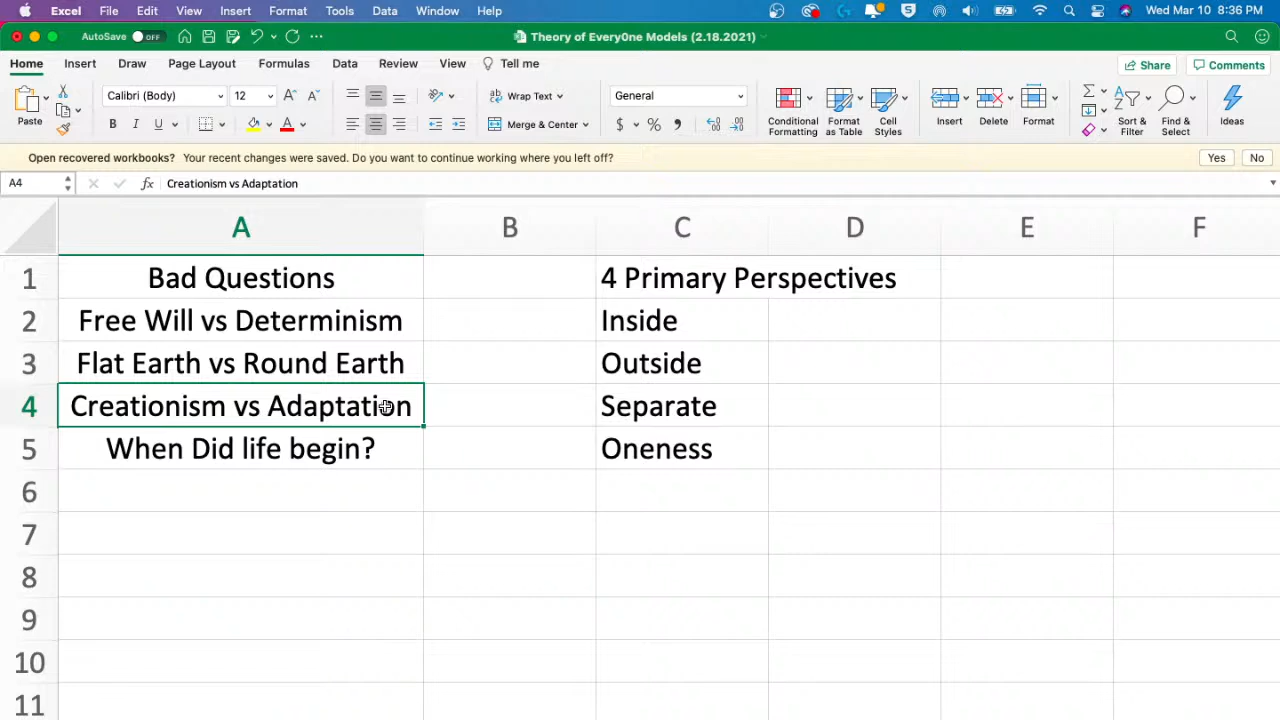 Excel File Edit View Insert Format Tools Data Window Help Wed Mar 10 8:36 PM
AutoSave OFF Theory of EveryOne Models (2.18.2021)
Home Insert Draw Page Layout Formulas Data Review View Tell me Share Comments
Calibri (Body) 12 Wrap Text General
Paste B I U A Merge & Center $ % Conditional Formatting Format as Table Cell Styles Insert Delete Format Sort & Filter Find & Select Ideas
Open recovered workbooks? Your recent changes were saved. Do you want to continue working where you left off? Yes No
A4 fx Creationism vs Adaptation
A B C D E F
1 Bad Questions 4 Primary Perspectives
2 Free Will vs Determinism Inside
3 Flat Earth vs Round Earth Outside
4 Creationism vs Adaptation Separate
5 When Did life begin? Oneness
6
7
8
9
10
11